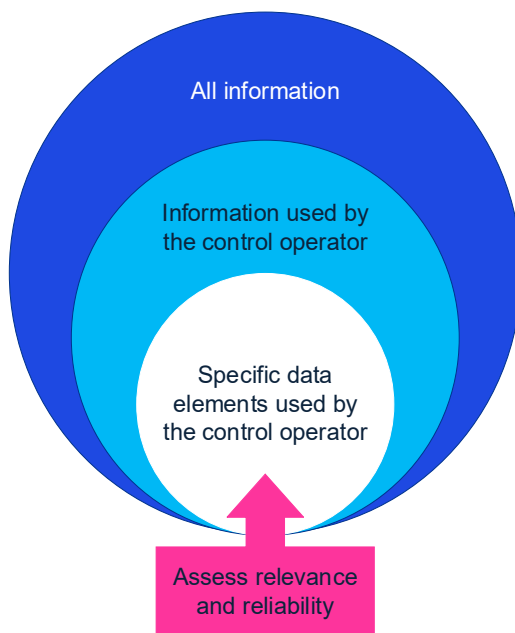 All information
Information used by
the control operator
Specific data
elements used by
the control operator
Assess relevance
and reliability